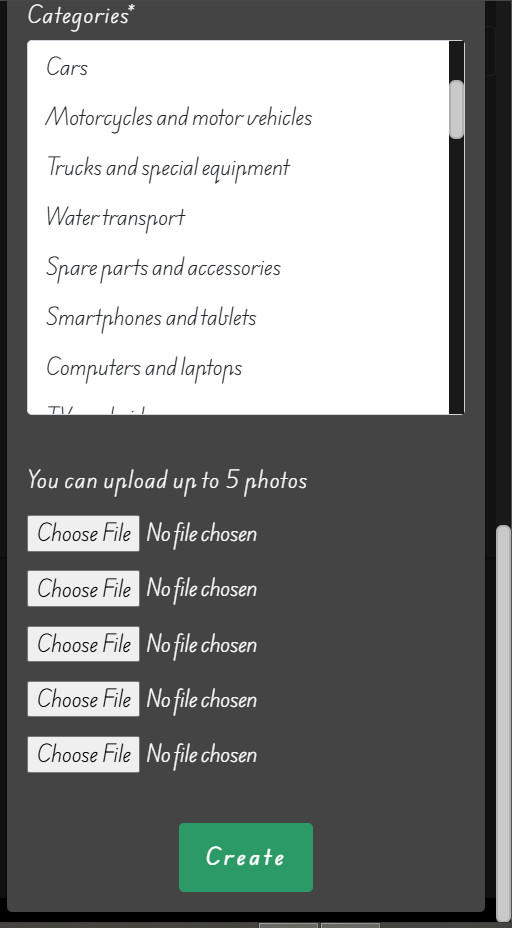 Categories*
Cars
Motorcycles and motor vehicles
Trucks and special equipment
Water transport
Spare parts and accessories
Smartphones and tablets
Computers and laptops
You can upload up to 5 photos
Choose File No file chosen
Choose File No file chosen
Choose File No file chosen
Choose File No file chosen
Choose File No file chosen
Create